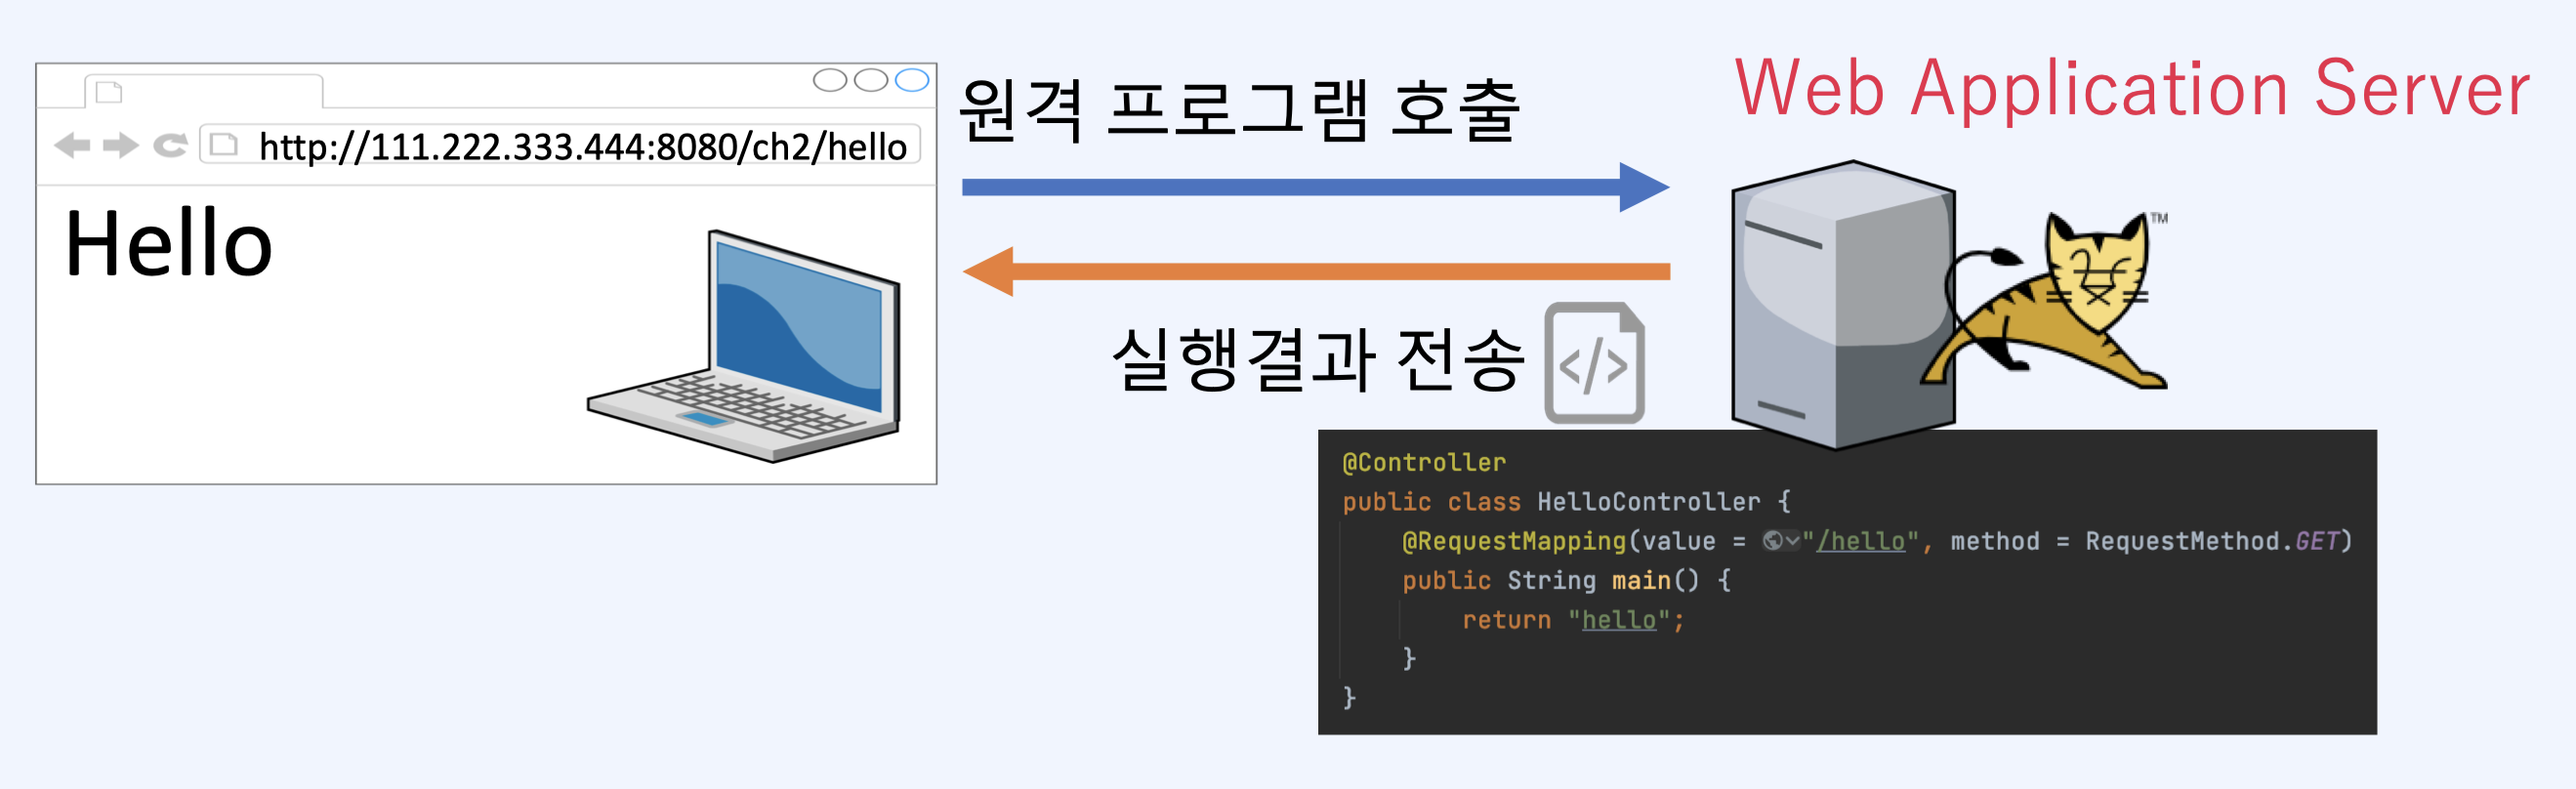 원격 프로그램 호출
Web Application Server
http://111.222.333.444:8080/ch2/hello
Hello
TM
실행결과 전송
</>
@Controller
public class HelloController {
@RequestMapping(value = "/hello", method = RequestMethod.GET)
public String main() {
return "hello";
}
}